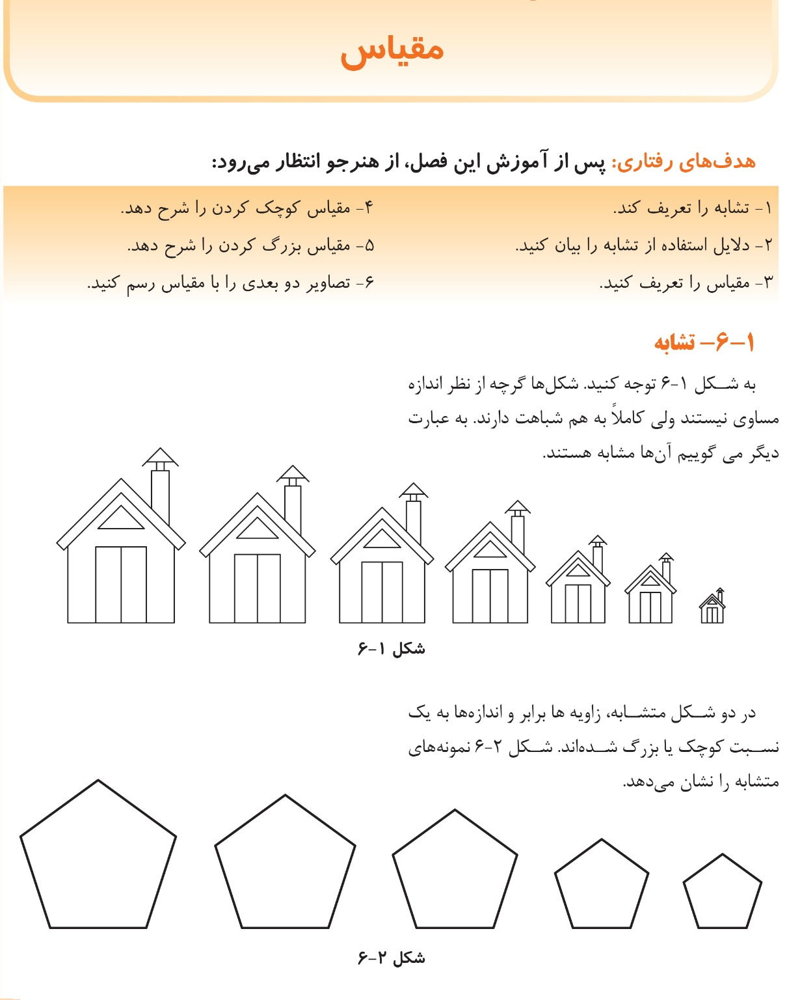 مقیاس
هدف‌های رفتاری: پس از آموزش این فصل، از هنرجو انتظار می‌رود:
۱- تشابه را تعریف کند.
۲- دلایل استفاده از تشابه را بیان کنید.
۳- مقیاس را تعریف کنید.
۴- مقیاس کوچک کردن را شرح دهد.
۵- مقیاس بزرگ کردن را شرح دهد.
۶- تصاویر دو بعدی را با مقیاس رسم کنید.
۱-۶- تشابه
به شکل ۱-۶ توجه کنید. شکل‌ها گرچه از نظر اندازه
مساوی نیستند ولی کاملاً به هم شباهت دارند. به عبارت
دیگر می گوییم آن‌ها مشابه هستند.
شکل ۱-۶
در دو شکل متشابه، زاویه ها برابر و اندازه‌ها به یک
نسبت کوچک یا بزرگ شده‌اند. شکل ۲-۶ نمونه‌های
متشابه را نشان می‌دهد.
شکل ۲-۶